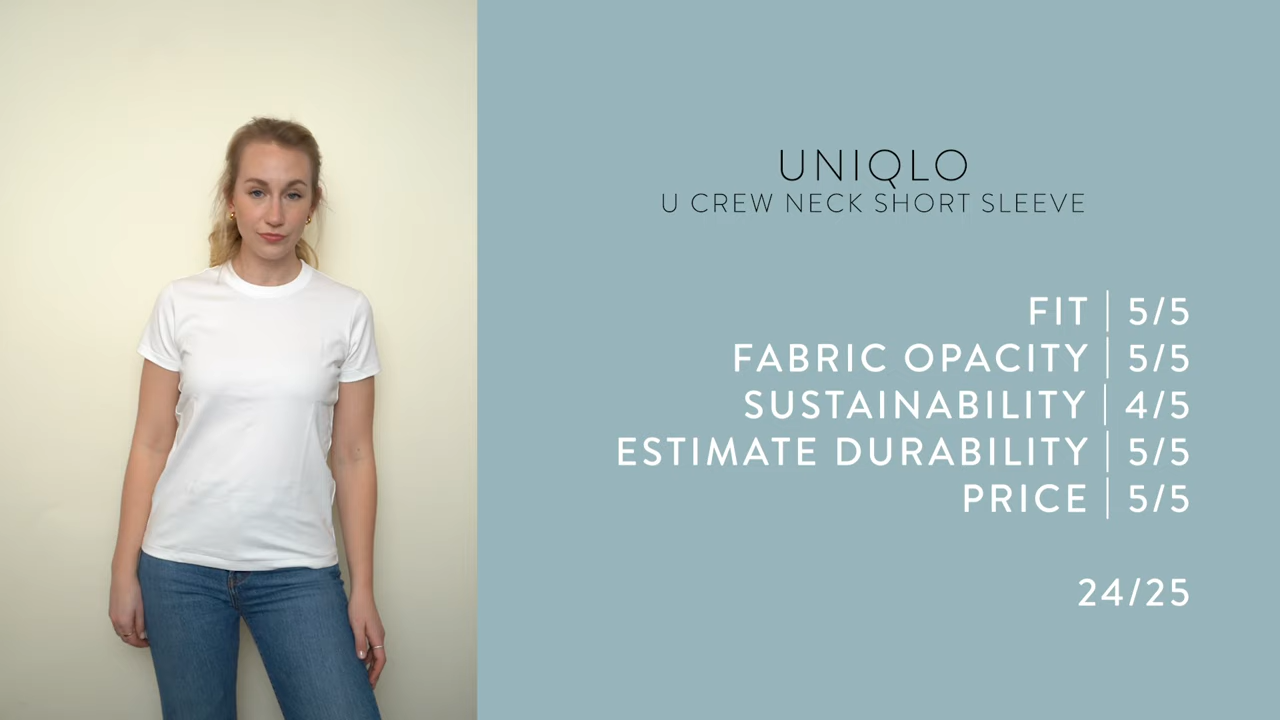 UNIQLO
U CREW NECK SHORT SLEEVE
FIT | 5/5
FABRIC OPACITY | 5/5
SUSTAINABILITY | 4/5
ESTIMATE DURABILITY | 5/5
PRICE | 5/5
24/25